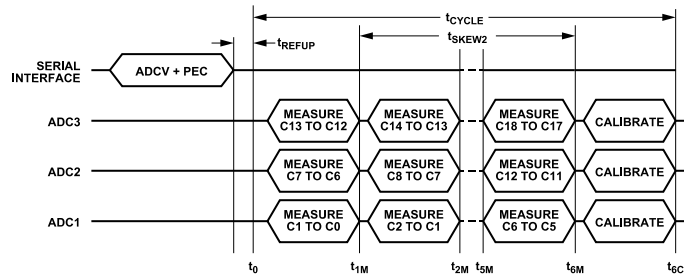 tCYCLE
tREFUP
tSKEW2
SERIAL
INTERFACE
ADCV + PEC
ADC3
MEASURE
C13 TO C12
MEASURE
C14 TO C13
MEASURE
C18 TO C17
CALIBRATE
ADC2
MEASURE
C7 TO C6
MEASURE
C8 TO C7
MEASURE
C12 TO C11
CALIBRATE
ADC1
MEASURE
C1 TO C0
MEASURE
C2 TO C1
MEASURE
C6 TO C5
CALIBRATE
t0
t1M
t2M
t5M
t6M
t6C